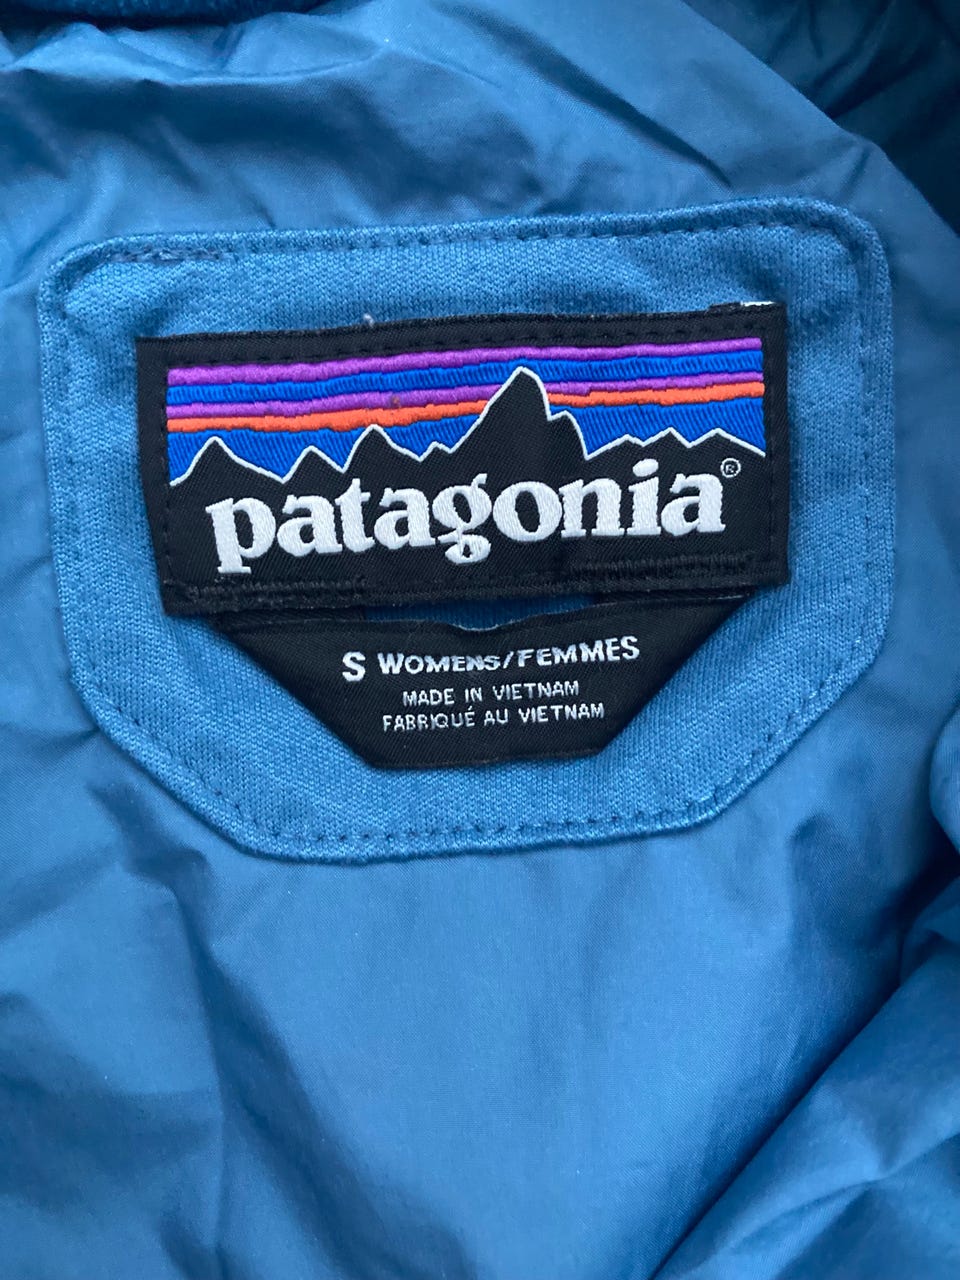 patagonia®
S WOMENS/FEMMES
MADE IN VIETNAM
FABRIQUÉ AU VIETNAM